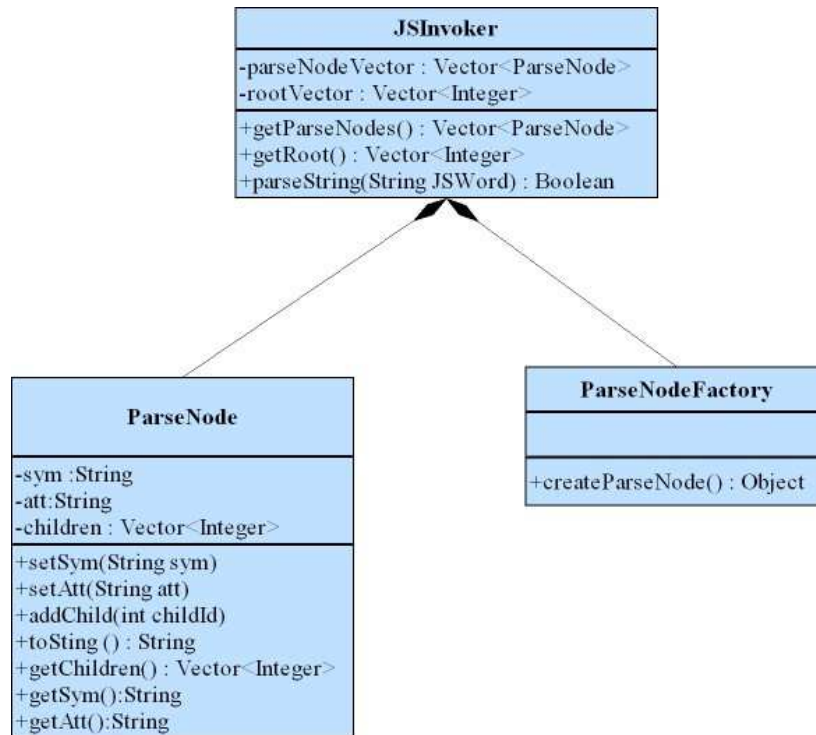 JSInvoker
-parseNodeVector : Vector<ParseNode>
-rootVector : Vector<Integer>
+getParseNodes() : Vector<ParseNode>
+getRoot() : Vector<Integer>
+parseString(String JSWord) : Boolean
ParseNode
-sym :String
-att:String
-children : Vector<Integer>
+setSym(String sym)
+setAtt(String att)
+addChild(int childId)
+toSting () : String
+getChildren() : Vector<Integer>
+getSym():String
+getAtt():String
ParseNodeFactory
+createParseNode() : Object